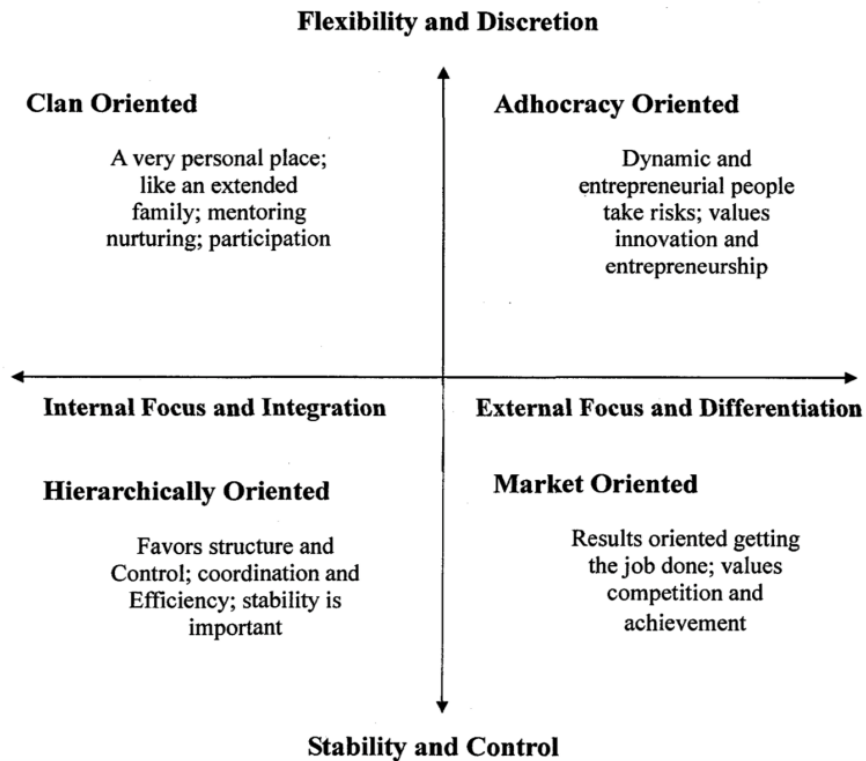 Flexibility and Discretion
Clan Oriented
A very personal place;
like an extended
family; mentoring
nurturing; participation
Adhocracy Oriented
Dynamic and
entrepreneurial people
take risks; values
innovation and
entrepreneurship
Internal Focus and Integration
External Focus and Differentiation
Hierarchically Oriented
Favors structure and
Control; coordination and
Efficiency; stability is
important
Market Oriented
Results oriented getting
the job done; values
competition and
achievement
Stability and Control